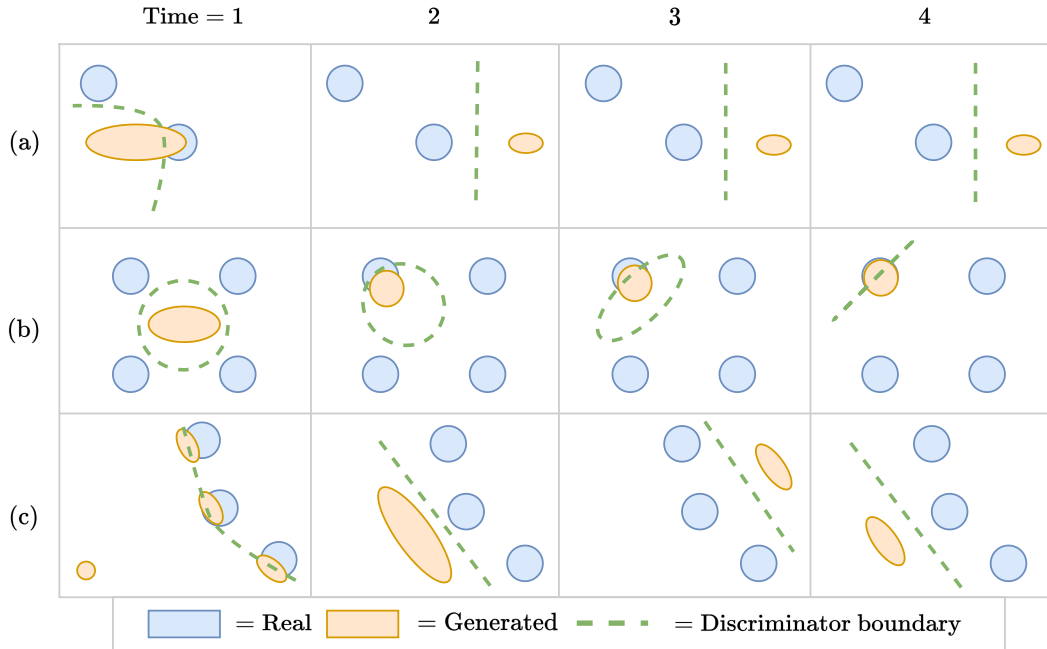 Time = 1 2 3 4
(a)
(b)
(c)
= Real = Generated = Discriminator boundary